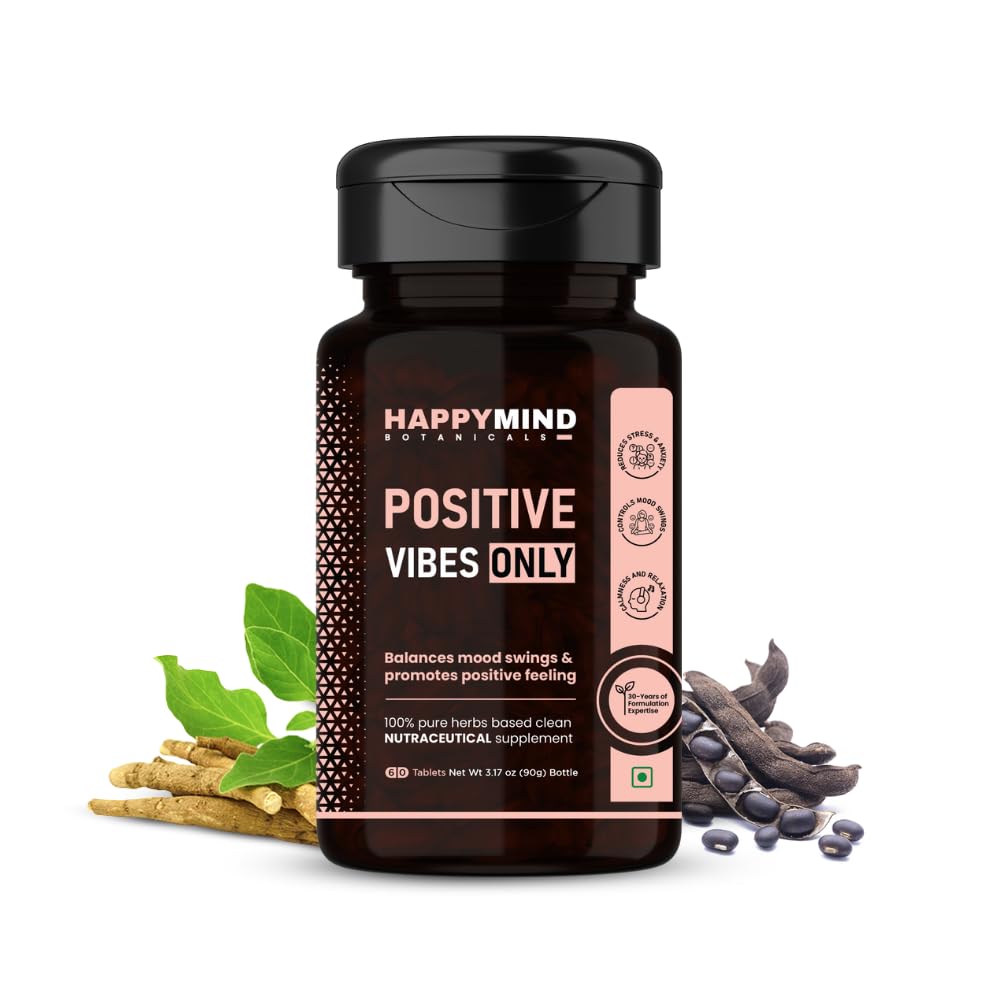 HAPPYMIND
BOTANICALS
POSITIVE
VIBES ONLY
Balances mood swings &
promotes positive feeling
100% pure herbs based clean
NUTRACEUTICAL supplement
60 Tablets Net Wt 3.17 oz (90g) Bottle
REDUCES STRESS & ANXIETY
CONTROLS MOOD SWINGS
CALMNESS AND RELAXATION
30-Years of
Formulation
Expertise